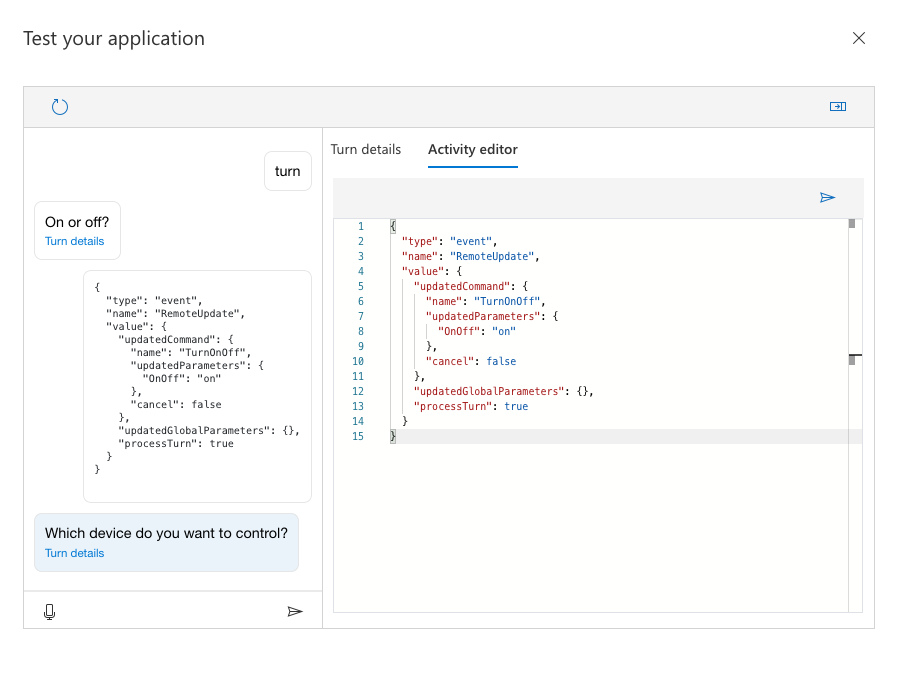 Test your application
turn
On or off?
Turn details
{
  "type": "event",
  "name": "RemoteUpdate",
  "value": {
    "updatedCommand": {
      "name": "TurnOnOff",
      "updatedParameters": {
        "OnOff": "on"
      },
      "cancel": false
    },
    "updatedGlobalParameters": {},
    "processTurn": true
  }
}
Which device do you want to control?
Turn details
Turn details Activity editor
1 {
2   "type": "event",
3   "name": "RemoteUpdate",
4   "value": {
5     "updatedCommand": {
6       "name": "TurnOnOff",
7       "updatedParameters": {
8         "OnOff": "on"
9       },
10       "cancel": false
11     },
12     "updatedGlobalParameters": {},
13     "processTurn": true
14   }
15 }